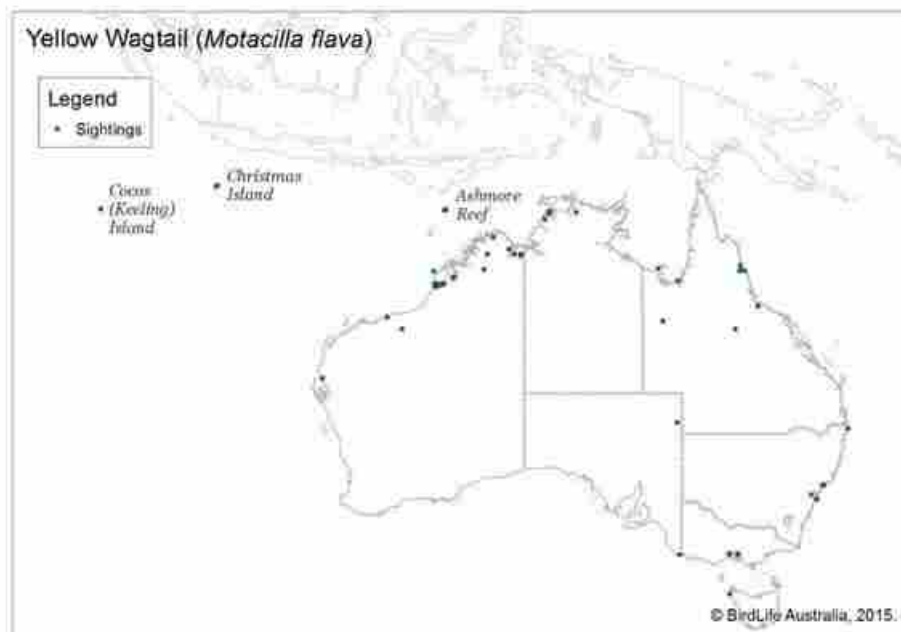 Yellow Wagtail (Motacilla flava)
Legend
Sightings
Christmas
Island
Cocos
(Keeling)
Island
Ashmore
Reef
© BirdLife Australia, 2015.